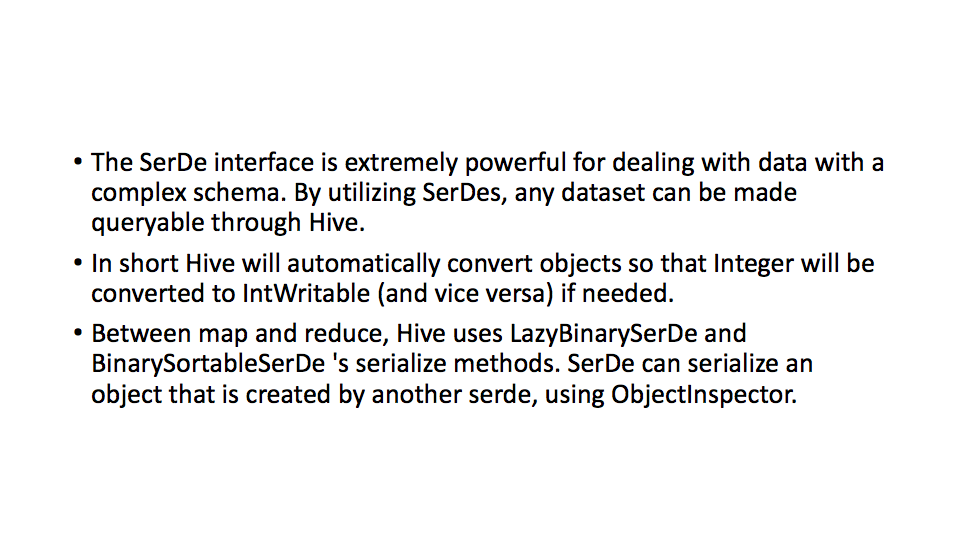 • The SerDe interface is extremely powerful for dealing with data with a
complex schema. By utilizing SerDes, any dataset can be made
queryable through Hive.
• In short Hive will automatically convert objects so that Integer will be
converted to IntWritable (and vice versa) if needed.
• Between map and reduce, Hive uses LazyBinarySerDe and
BinarySortableSerDe 's serialize methods. SerDe can serialize an
object that is created by another serde, using ObjectInspector.